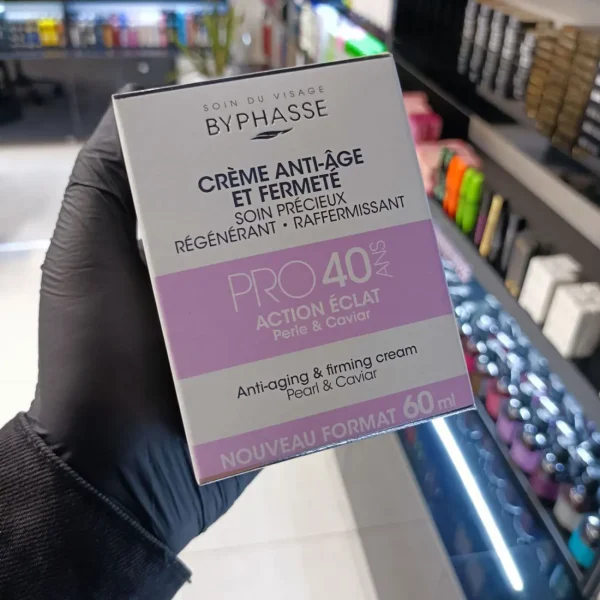 SOIN DU VISAGE
BYPHASSE
CRÈME ANTI-ÂGE
ET FERMETÉ
SOIN PRÉCIEUX
RÉGÉNÉRANT • RAFFERMISSANT
PRO 40 ANS
ACTION ÉCLAT
Perle & Caviar
Anti-aging & firming cream
Pearl & Caviar
NOUVEAU FORMAT 60 ml